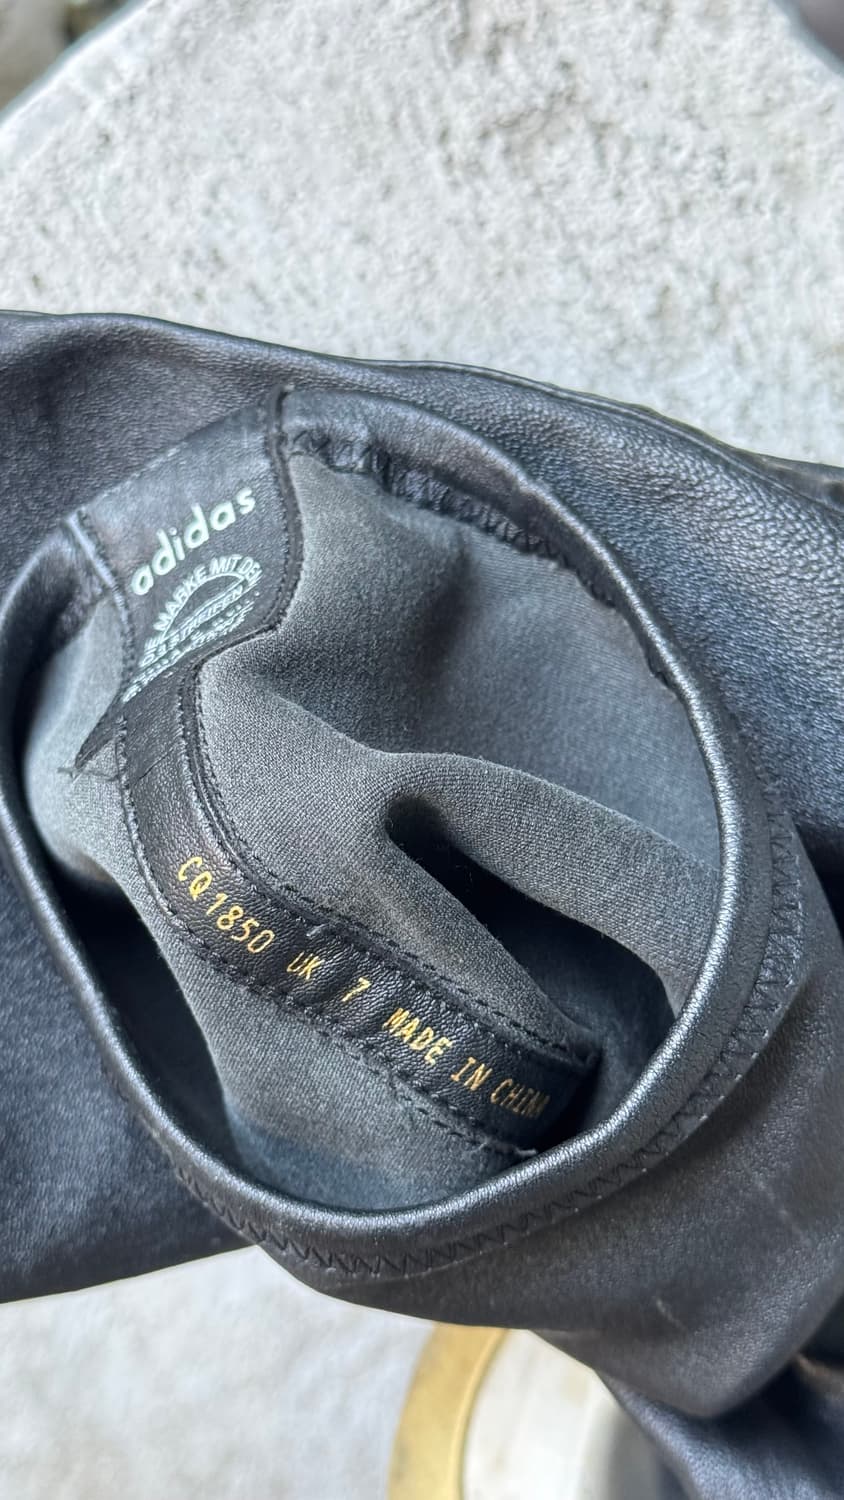 adidas
DIE MARKE MIT DEN
3 STREIFEN
CQ1850 UK 7 MADE IN CHINA